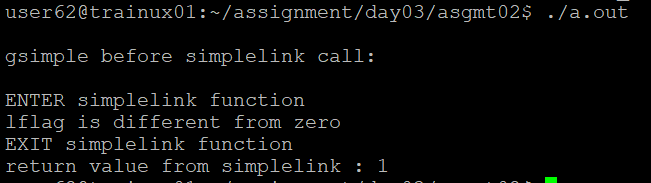 user62@trainux01:~/assignment/day03/asgmt02$ ./a.out
gsimple before simplelink call:
ENTER simplelink function
lflag is different from zero
EXIT simplelink function
return value from simplelink : 1